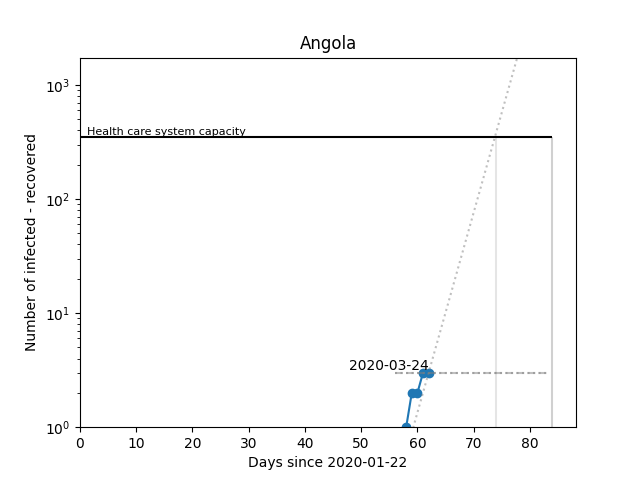 Angola
Number of infected - recovered
10³
10²
10¹
10⁰
Health care system capacity
2020-03-24
0 10 20 30 40 50 60 70 80
Days since 2020-01-22